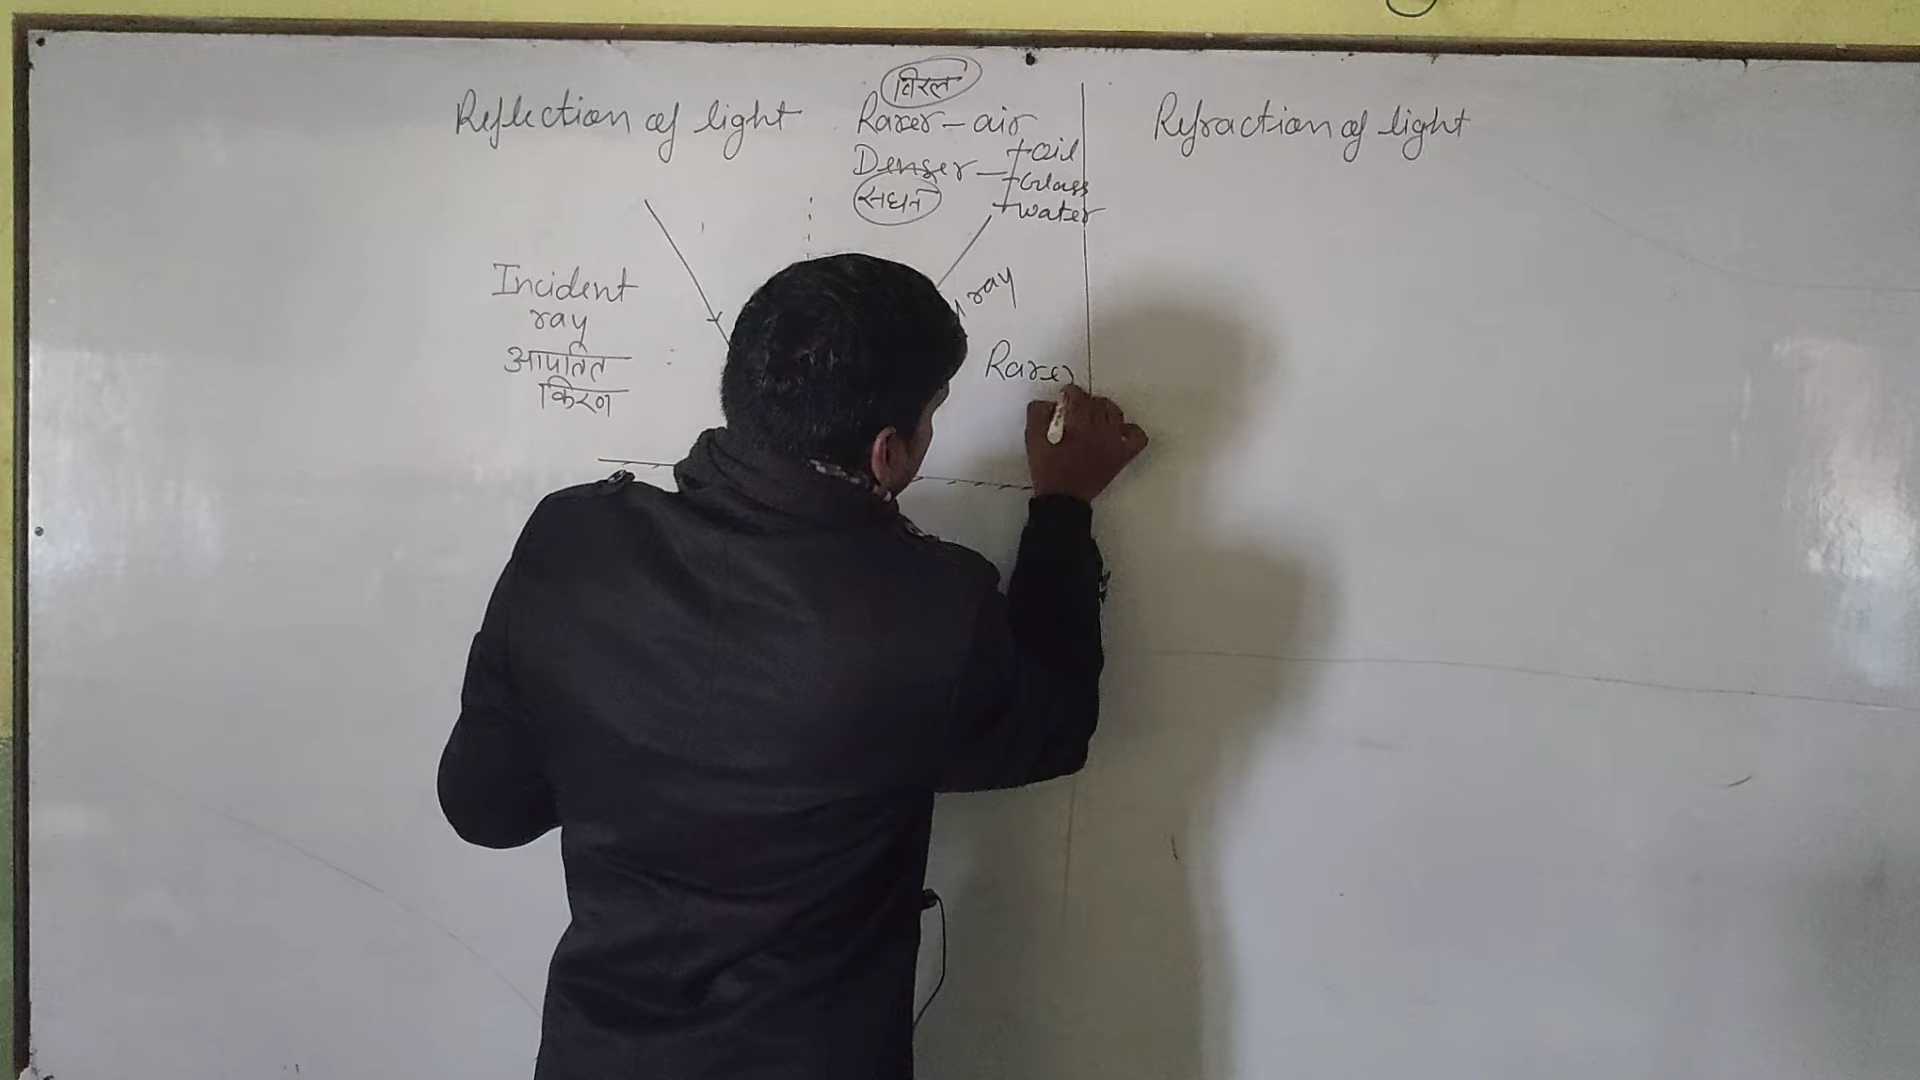 Reflection of light
विरल
Rarer - air
Denser - oil
Glass
water
सघन
Refraction of light
Incident
ray
आपतित
किरण
ray
Rarer